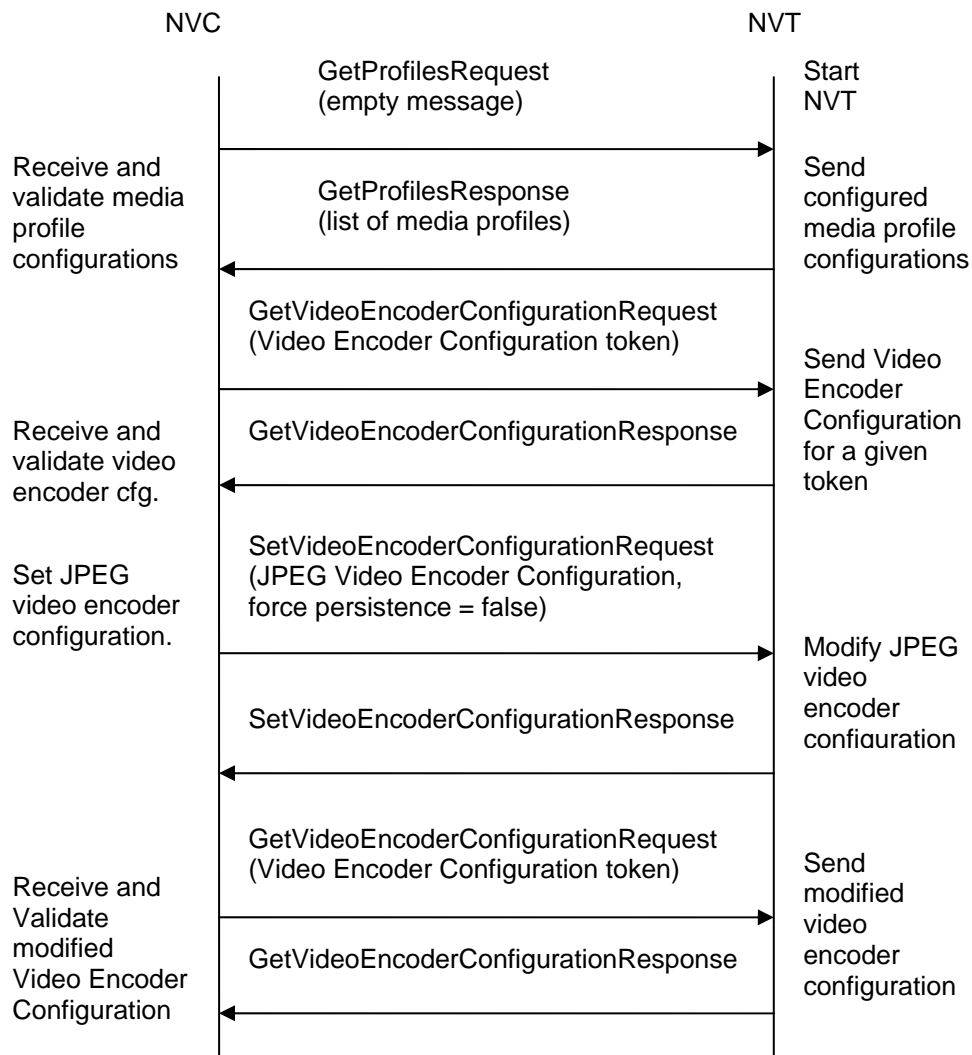 NVC
NVT
GetProfilesRequest
(empty message)
Start
NVT
Receive and
validate media
profile
configurations
GetProfilesResponse
(list of media profiles)
Send
configured
media profile
configurations
GetVideoEncoderConfigurationRequest
(Video Encoder Configuration token)
Send Video
Encoder
Configuration
for a given
token
Receive and
validate video
encoder cfg.
GetVideoEncoderConfigurationResponse
Set JPEG
video encoder
configuration.
SetVideoEncoderConfigurationRequest
(JPEG Video Encoder Configuration,
force persistence = false)
Modify JPEG
video
encoder
configuration
SetVideoEncoderConfigurationResponse
GetVideoEncoderConfigurationRequest
(Video Encoder Configuration token)
Send
modified
video
encoder
configuration
Receive and
Validate
modified
Video Encoder
Configuration
GetVideoEncoderConfigurationResponse